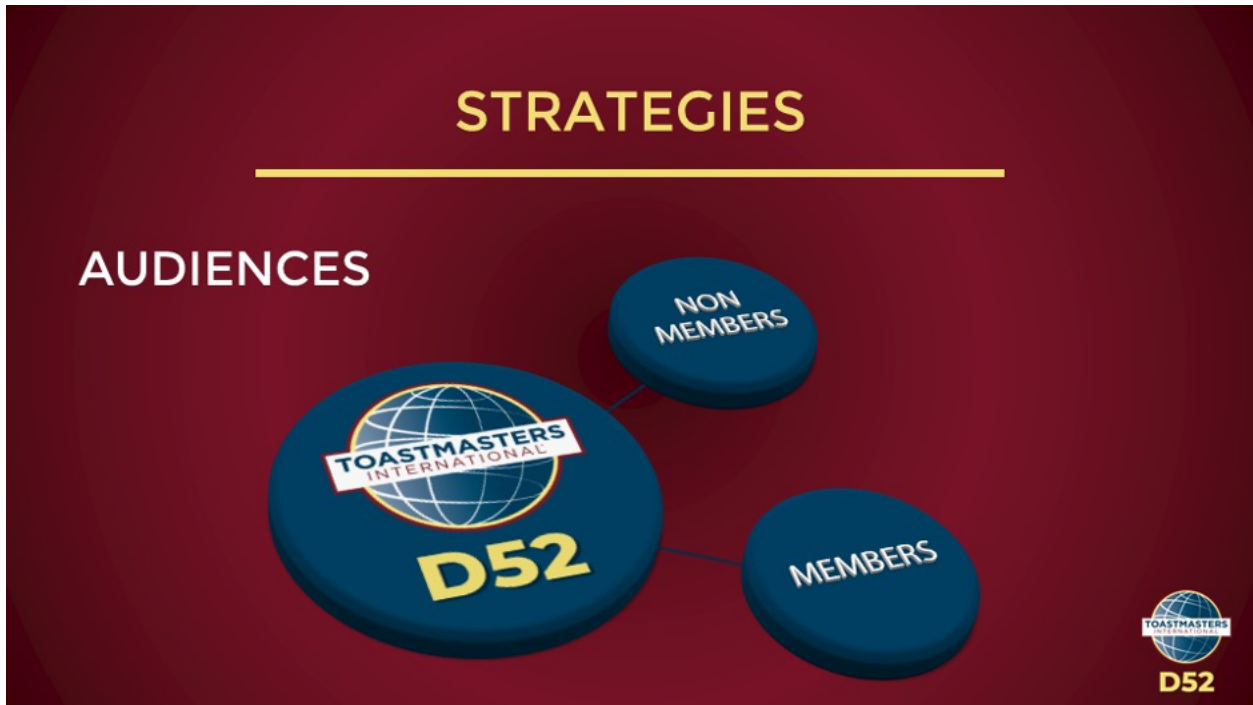 STRATEGIES
AUDIENCES
NON
MEMBERS
TOASTMASTERS
INTERNATIONAL
D52
MEMBERS
TOASTMASTERS
INTERNATIONAL
D52